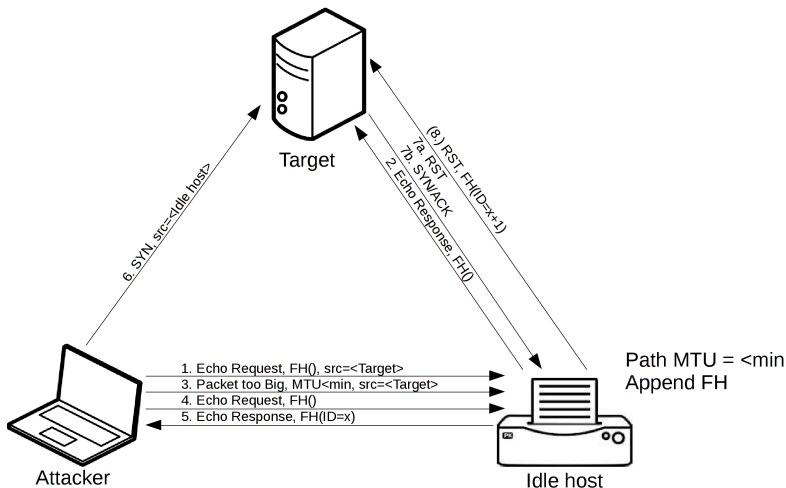 Target
(8.) RST, FH(ID=x+1)
7a. RST
7b. SYN/ACK
2. Echo Response, FH()
6. SYN, src=<Idle host>
1. Echo Request, FH(), src=<Target>
3. Packet too Big, MTU<min, src=<Target>
4. Echo Request, FH()
5. Echo Response, FH(ID=x)
Path MTU = <min
Append FH
Attacker
Idle host